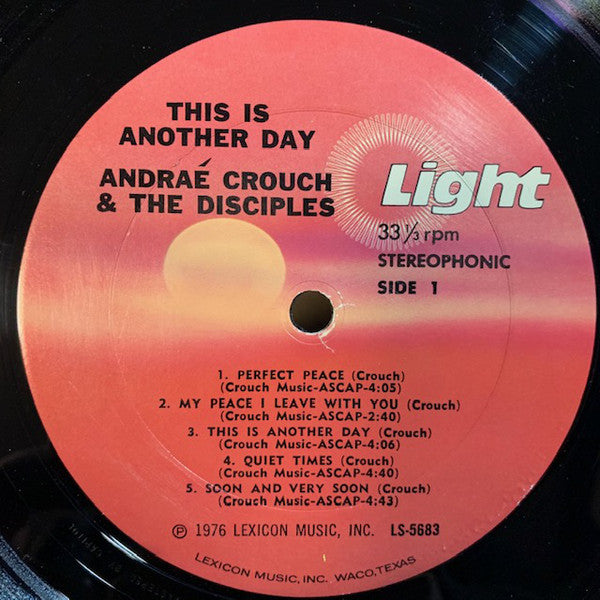 THIS IS
ANOTHER DAY
ANDRAÉ CROUCH
& THE DISCIPLES
Light
33 1/3 rpm
STEREOPHONIC
SIDE 1
1. PERFECT PEACE (Crouch)
(Crouch Music-ASCAP-4:05)
2. MY PEACE I LEAVE WITH YOU (Crouch)
(Crouch Music-ASCAP-2:40)
3. THIS IS ANOTHER DAY (Crouch)
(Crouch Music-ASCAP-4:06)
4. QUIET TIMES (Crouch)
(Crouch Music-ASCAP-4:40)
5. SOON AND VERY SOON (Crouch)
(Crouch Music-ASCAP-4:43)
℗ 1976 LEXICON MUSIC, INC. LS-5683
LEXICON MUSIC, INC. WACO, TEXAS